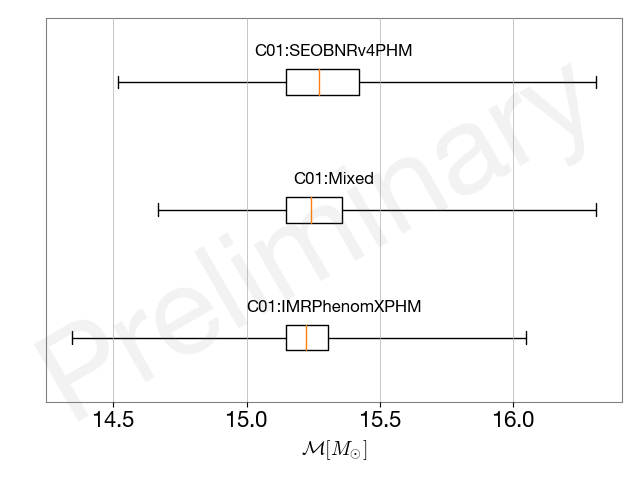 C01:SEOBNRv4PHM
C01:Mixed
C01:IMRPhenomXPHM
Preliminary
14.5 15.0 15.5 16.0
ℳ[M⊙]